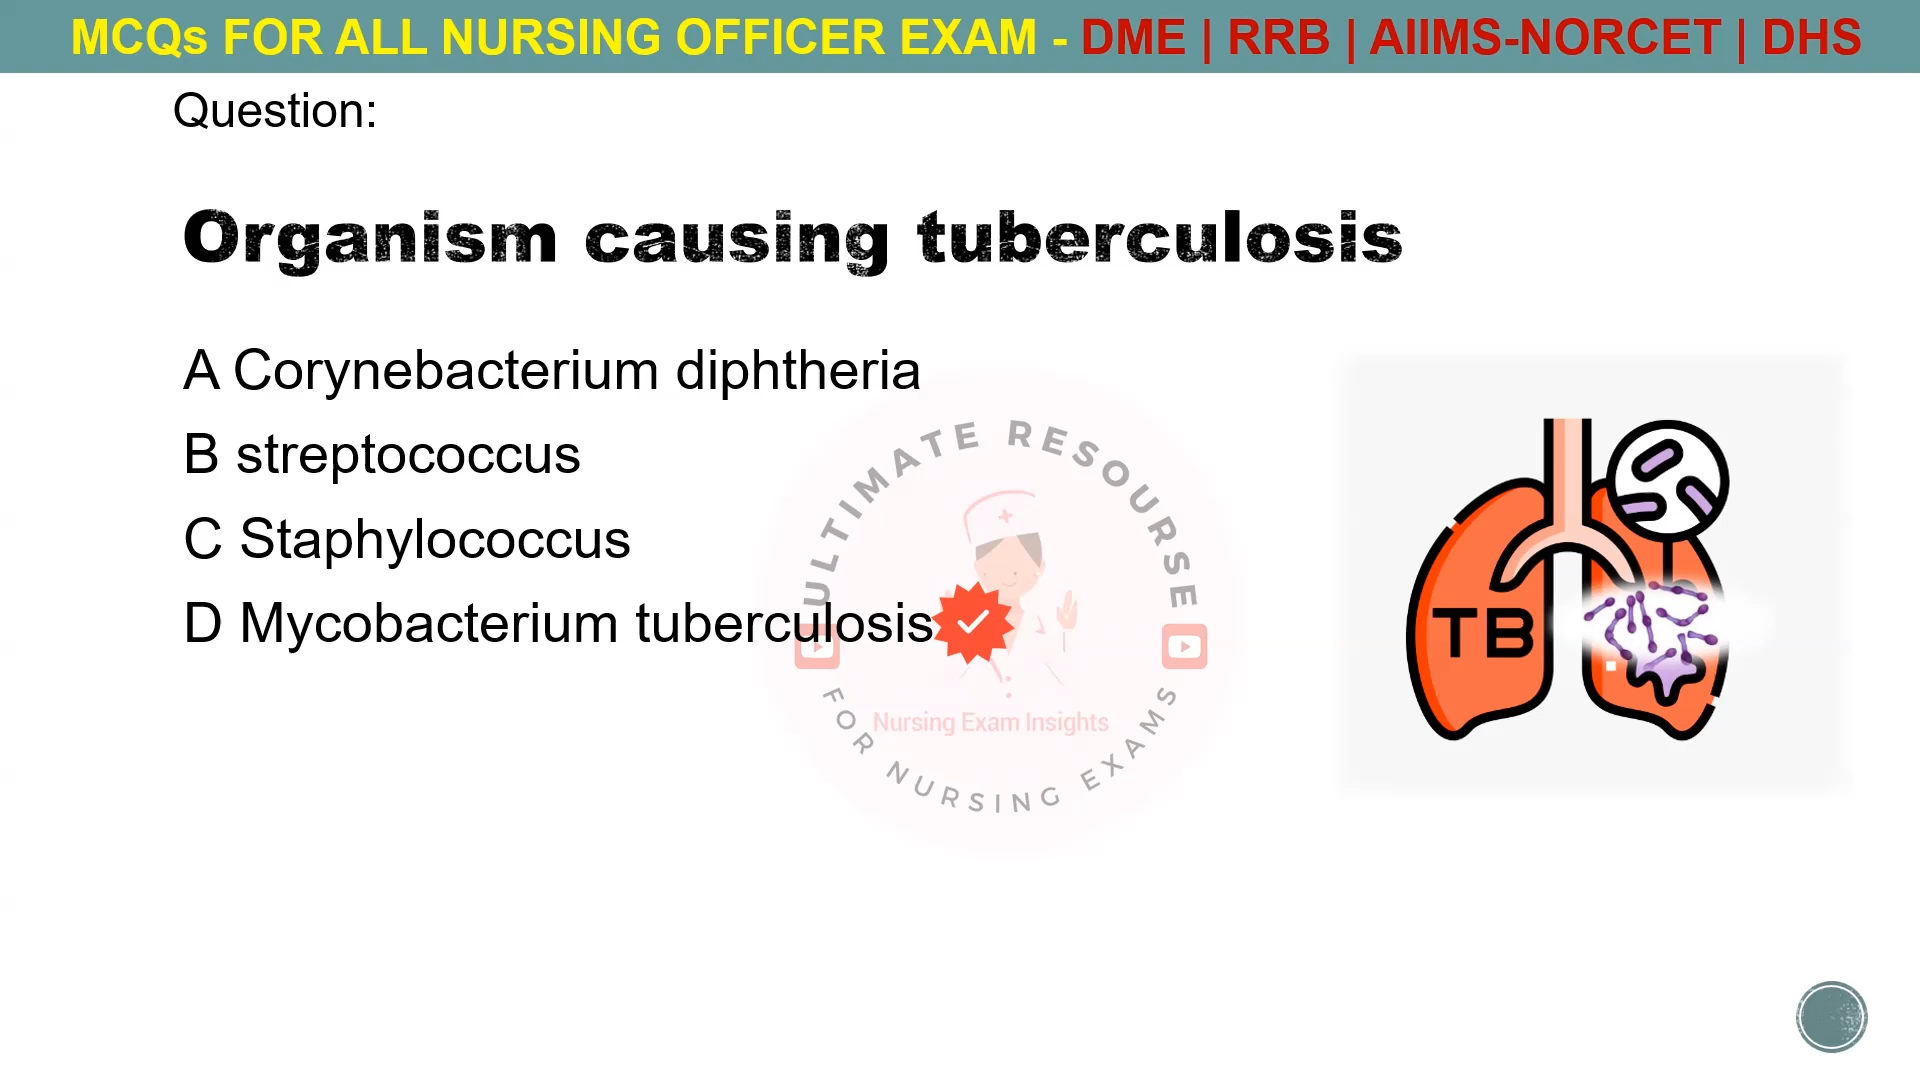 MCQs FOR ALL NURSING OFFICER EXAM - DME | RRB | AIIMS-NORCET | DHS
Question:
Organism causing tuberculosis
A Corynebacterium diphtheria
B streptococcus
C Staphylococcus
D Mycobacterium tuberculosis
ULTIMATE RESOURSE
Nursing Exam Insights
FOR NURSING EXAMS
TB